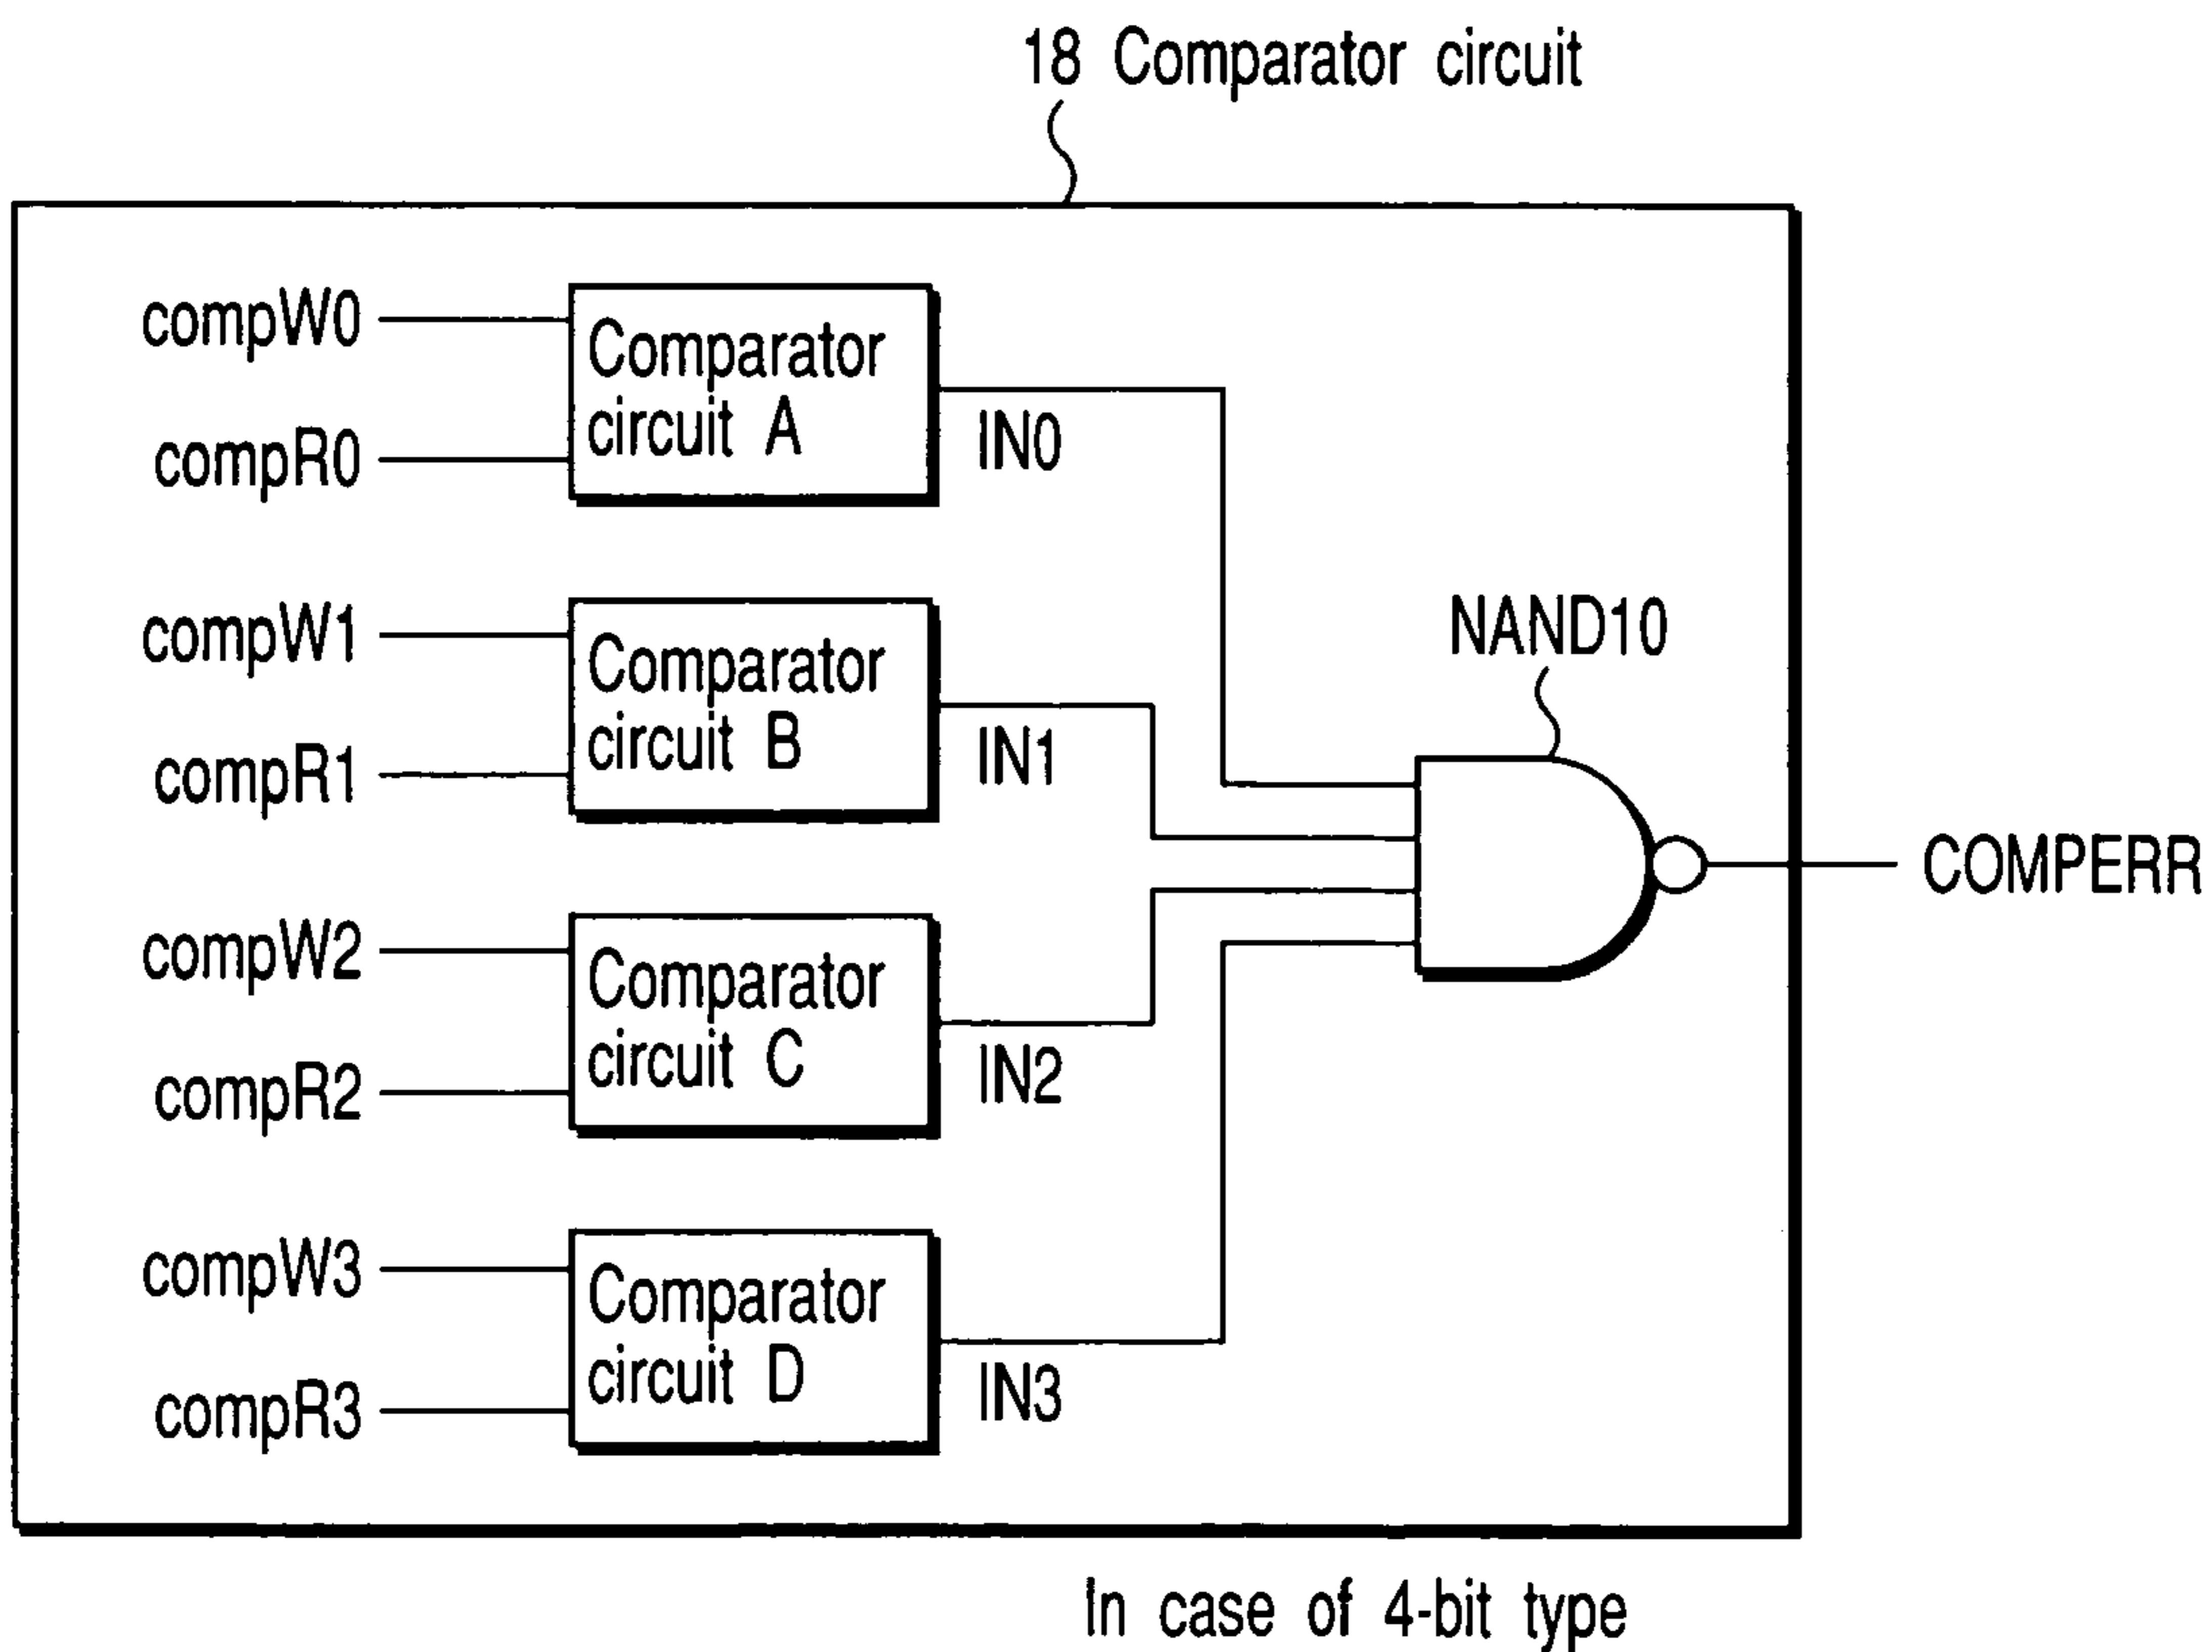 18 Comparator circuit
compW0
compR0
Comparator
circuit A
IN0
compW1
compR1
Comparator
circuit B
IN1
NAND10
COMPERR
compW2
compR2
Comparator
circuit C
IN2
compW3
compR3
Comparator
circuit D
IN3
In case of 4-bit type